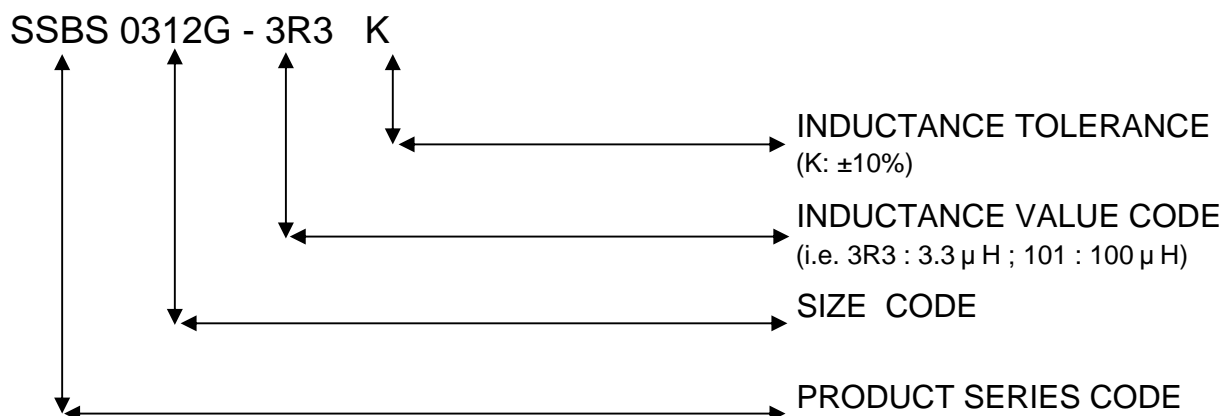 SSBS 0312G - 3R3 K
INDUCTANCE TOLERANCE
(K: ±10%)
INDUCTANCE VALUE CODE
(i.e. 3R3 : 3.3 μ H ; 101 : 100 μ H)
SIZE CODE
PRODUCT SERIES CODE